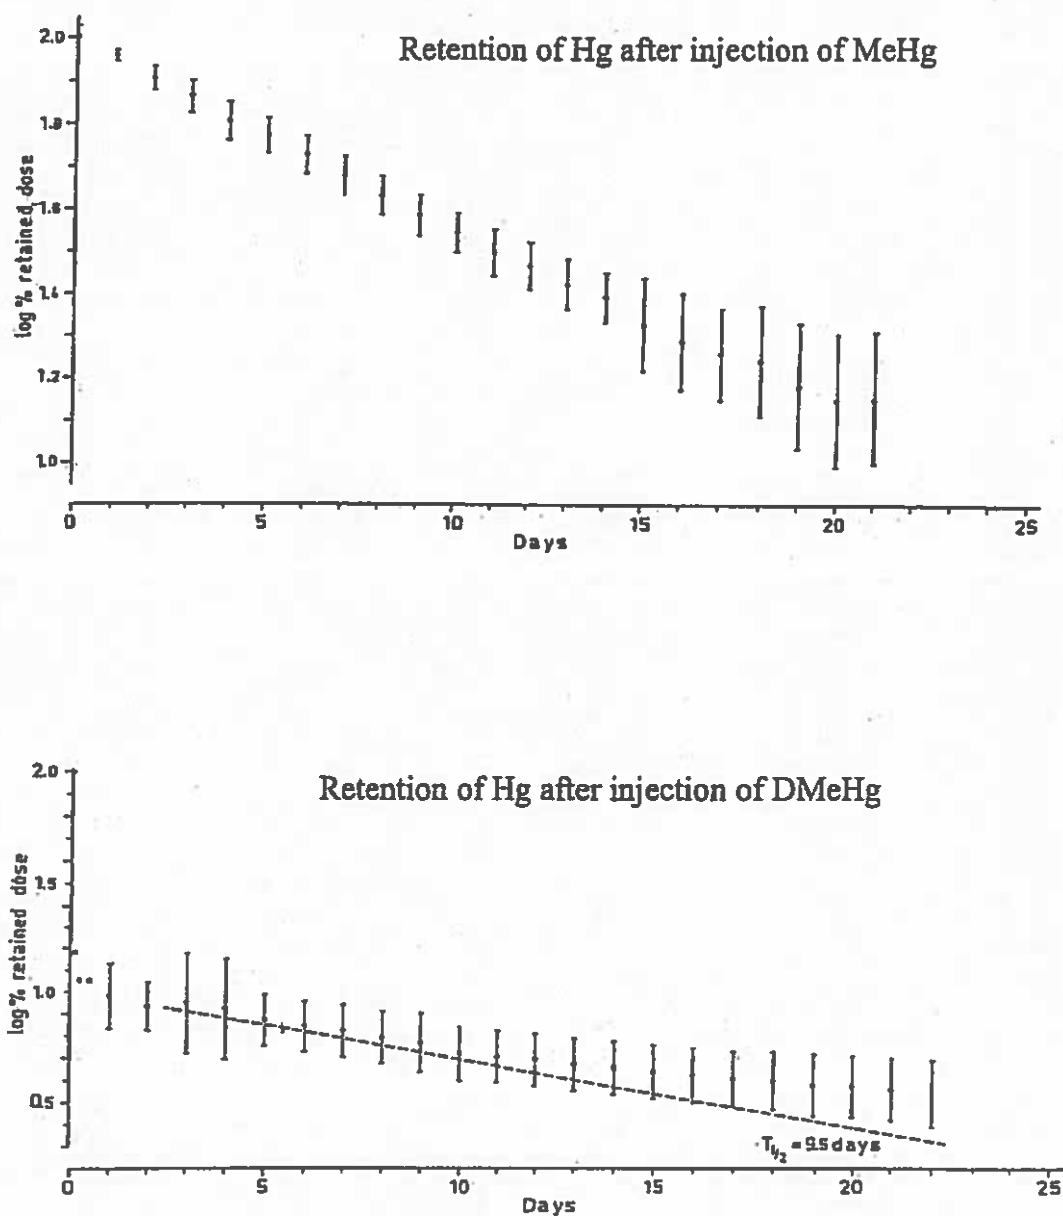 Retention of Hg after injection of MeHg
log % retained dose
2.0
1.8
1.6
1.4
1.2
1.0
0 5 10 15 20 25
Days
Retention of Hg after injection of DMeHg
log % retained dose
2.0
1.5
1.0
0.5
T1/2 = 9.5 days
0 5 10 15 20 25
Days